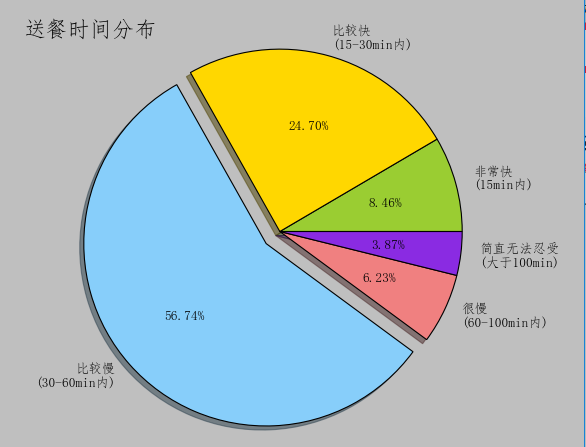 送餐时间分布
比较快
(15-30min内)
24.70%
非常快
(15min内)
8.46%
简直无法忍受
(大于100min)
3.87%
6.23%
很慢
(60-100min内)
56.74%
比较慢
(30-60min内)